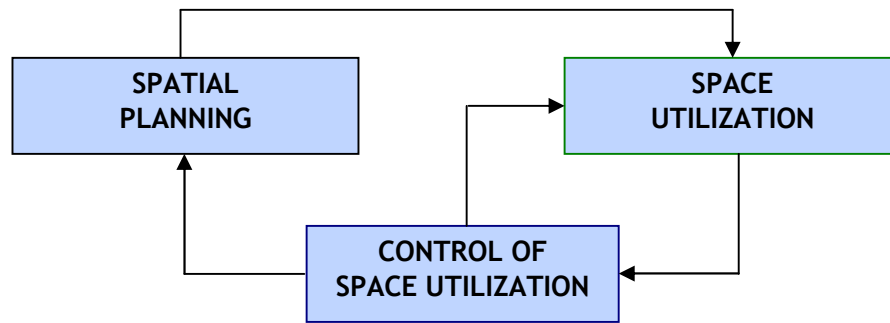 SPATIAL
PLANNING
SPACE
UTILIZATION
CONTROL OF
SPACE UTILIZATION